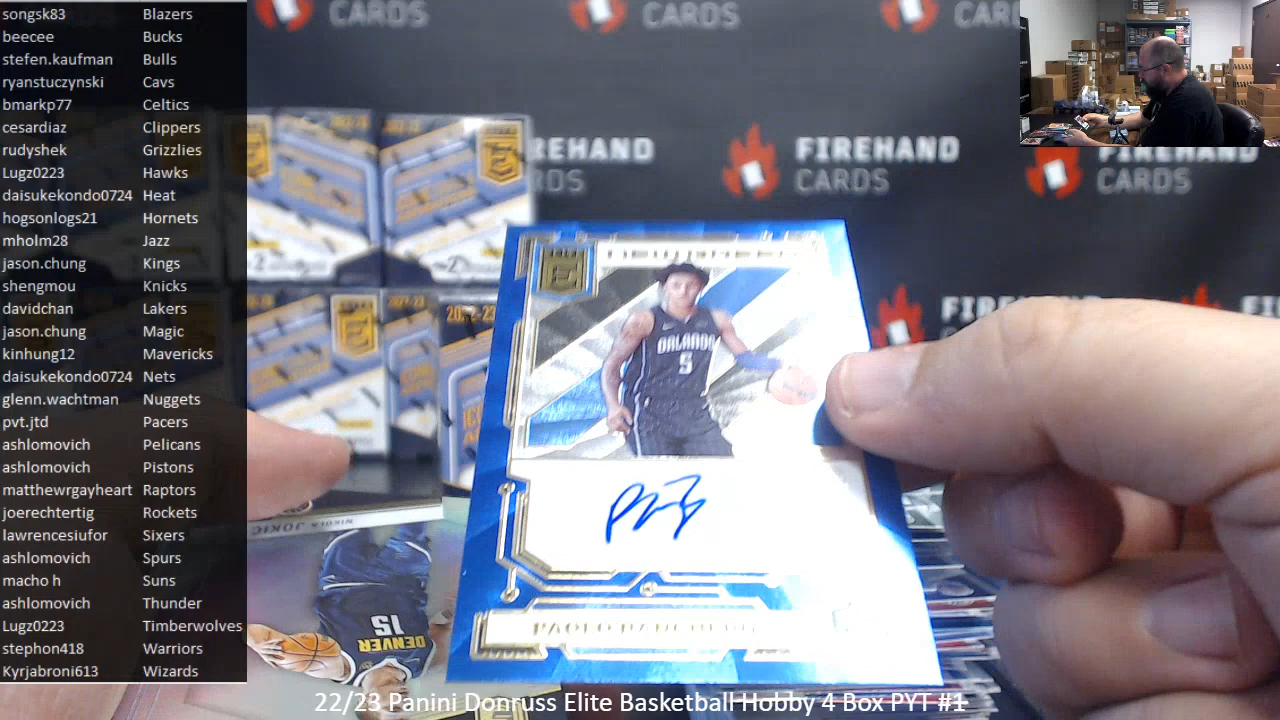 songsk83 Blazers
beecee Bucks
stefen.kaufman Bulls
ryanstuczynski Cavs
bmarkp77 Celtics
cesardiaz Clippers
rudyshek Grizzlies
Lugz0223 Hawks
daisukekondo0724 Heat
hogsonlogs21 Hornets
mholm28 Jazz
jason.chung Kings
shengmou Knicks
davidchan Lakers
jason.chung Magic
kinhung12 Mavericks
daisukekondo0724 Nets
glenn.wachtman Nuggets
pvt.jtd Pacers
ashlomovich Pelicans
ashlomovich Pistons
matthewrgayheart Raptors
joerechtertig Rockets
lawrencesiufor Sixers
ashlomovich Spurs
macho h Suns
ashlomovich Thunder
Lugz0223 Timberwolves
stephon418 Warriors
Kyrjabroni613 Wizards
CARDS
CARDS
CARDS
FIREHAND
CARDS
FIREHAND
CARDS
ORLANDO
5
PAOLO BANCHERO
NIKOLA JOKIC
DENVER
15
22/23 Panini Donruss Elite Basketball Hobby 4 Box PYT #1